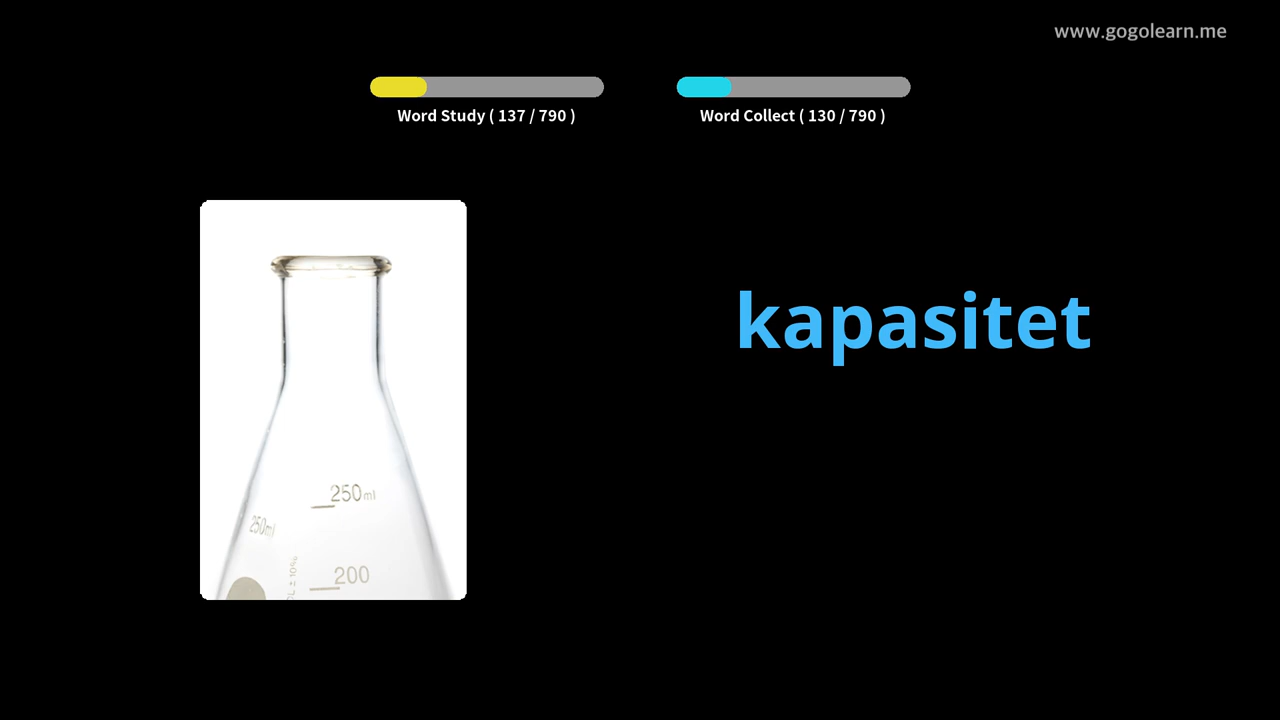 www.gogolearn.me
Word Study ( 137 / 790 )
Word Collect ( 130 / 790 )
kapasitet
250ml
250ml
200